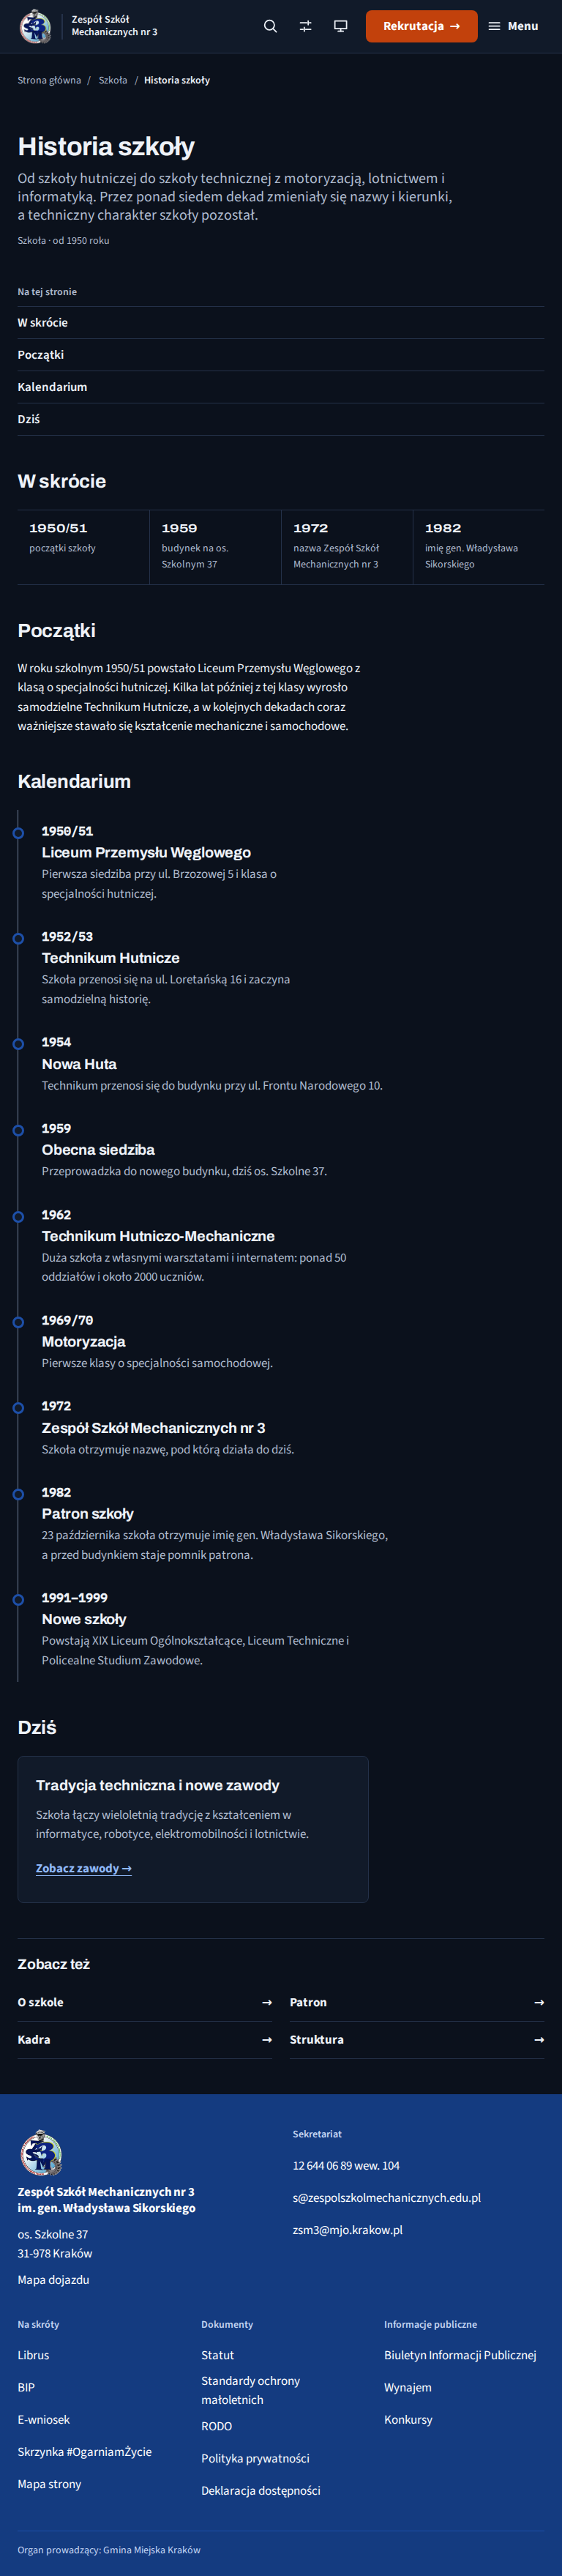 Zespół Szkół
Mechanicznych nr 3
Rekrutacja →
Menu
Strona główna / Szkoła / Historia szkoły
Historia szkoły
Od szkoły hutniczej do szkoły technicznej z motoryzacją, lotnictwem i
informatyką. Przez ponad siedem dekad zmieniały się nazwy i kierunki,
a techniczny charakter szkoły pozostał.
Szkoła · od 1950 roku
Na tej stronie
W skrócie
Początki
Kalendarium
Dziś
W skrócie
1950/51
początki szkoły
1959
budynek na os.
Szkolnym 37
1972
nazwa Zespół Szkół
Mechanicznych nr 3
1982
imię gen. Władysława
Sikorskiego
Początki
W roku szkolnym 1950/51 powstało Liceum Przemysłu Węglowego z
klasą o specjalności hutniczej. Kilka lat później z tej klasy wyrosło
samodzielne Technikum Hutnicze, a w kolejnych dekadach coraz
ważniejsze stawało się kształcenie mechaniczne i samochodowe.
Kalendarium
1950/51
Liceum Przemysłu Węglowego
Pierwsza siedziba przy ul. Brzozowej 5 i klasa o
specjalności hutniczej.
1952/53
Technikum Hutnicze
Szkoła przenosi się na ul. Loretańską 16 i zaczyna
samodzielną historię.
1954
Nowa Huta
Technikum przenosi się do budynku przy ul. Frontu Narodowego 10.
1959
Obecna siedziba
Przeprowadzka do nowego budynku, dziś os. Szkolne 37.
1962
Technikum Hutniczo-Mechaniczne
Duża szkoła z własnymi warsztatami i internatem: ponad 50
oddziałów i około 2000 uczniów.
1969/70
Motoryzacja
Pierwsze klasy o specjalności samochodowej.
1972
Zespół Szkół Mechanicznych nr 3
Szkoła otrzymuje nazwę, pod którą działa do dziś.
1982
Patron szkoły
23 października szkoła otrzymuje imię gen. Władysława Sikorskiego,
a przed budynkiem staje pomnik patrona.
1991–1999
Nowe szkoły
Powstają XIX Liceum Ogólnokształcące, Liceum Techniczne i
Policealne Studium Zawodowe.
Dziś
Tradycja techniczna i nowe zawody
Szkoła łączy wieloletnią tradycję z kształceniem w
informatyce, robotyce, elektromobilności i lotnictwie.
Zobacz zawody →
Zobacz też
O szkole →
Patron →
Kadra →
Struktura →
Zespół Szkół Mechanicznych nr 3
im. gen. Władysława Sikorskiego
os. Szkolne 37
31-978 Kraków
Mapa dojazdu
Sekretariat
12 644 06 89 wew. 104
s@zespolszkolmechanicznych.edu.pl
zsm3@mjo.krakow.pl
Na skróty
Librus
BIP
E-wniosek
Skrzynka #OgarniamŻycie
Mapa strony
Dokumenty
Statut
Standardy ochrony
małoletnich
RODO
Polityka prywatności
Deklaracja dostępności
Informacje publiczne
Biuletyn Informacji Publicznej
Wynajem
Konkursy
Organ prowadzący: Gmina Miejska Kraków